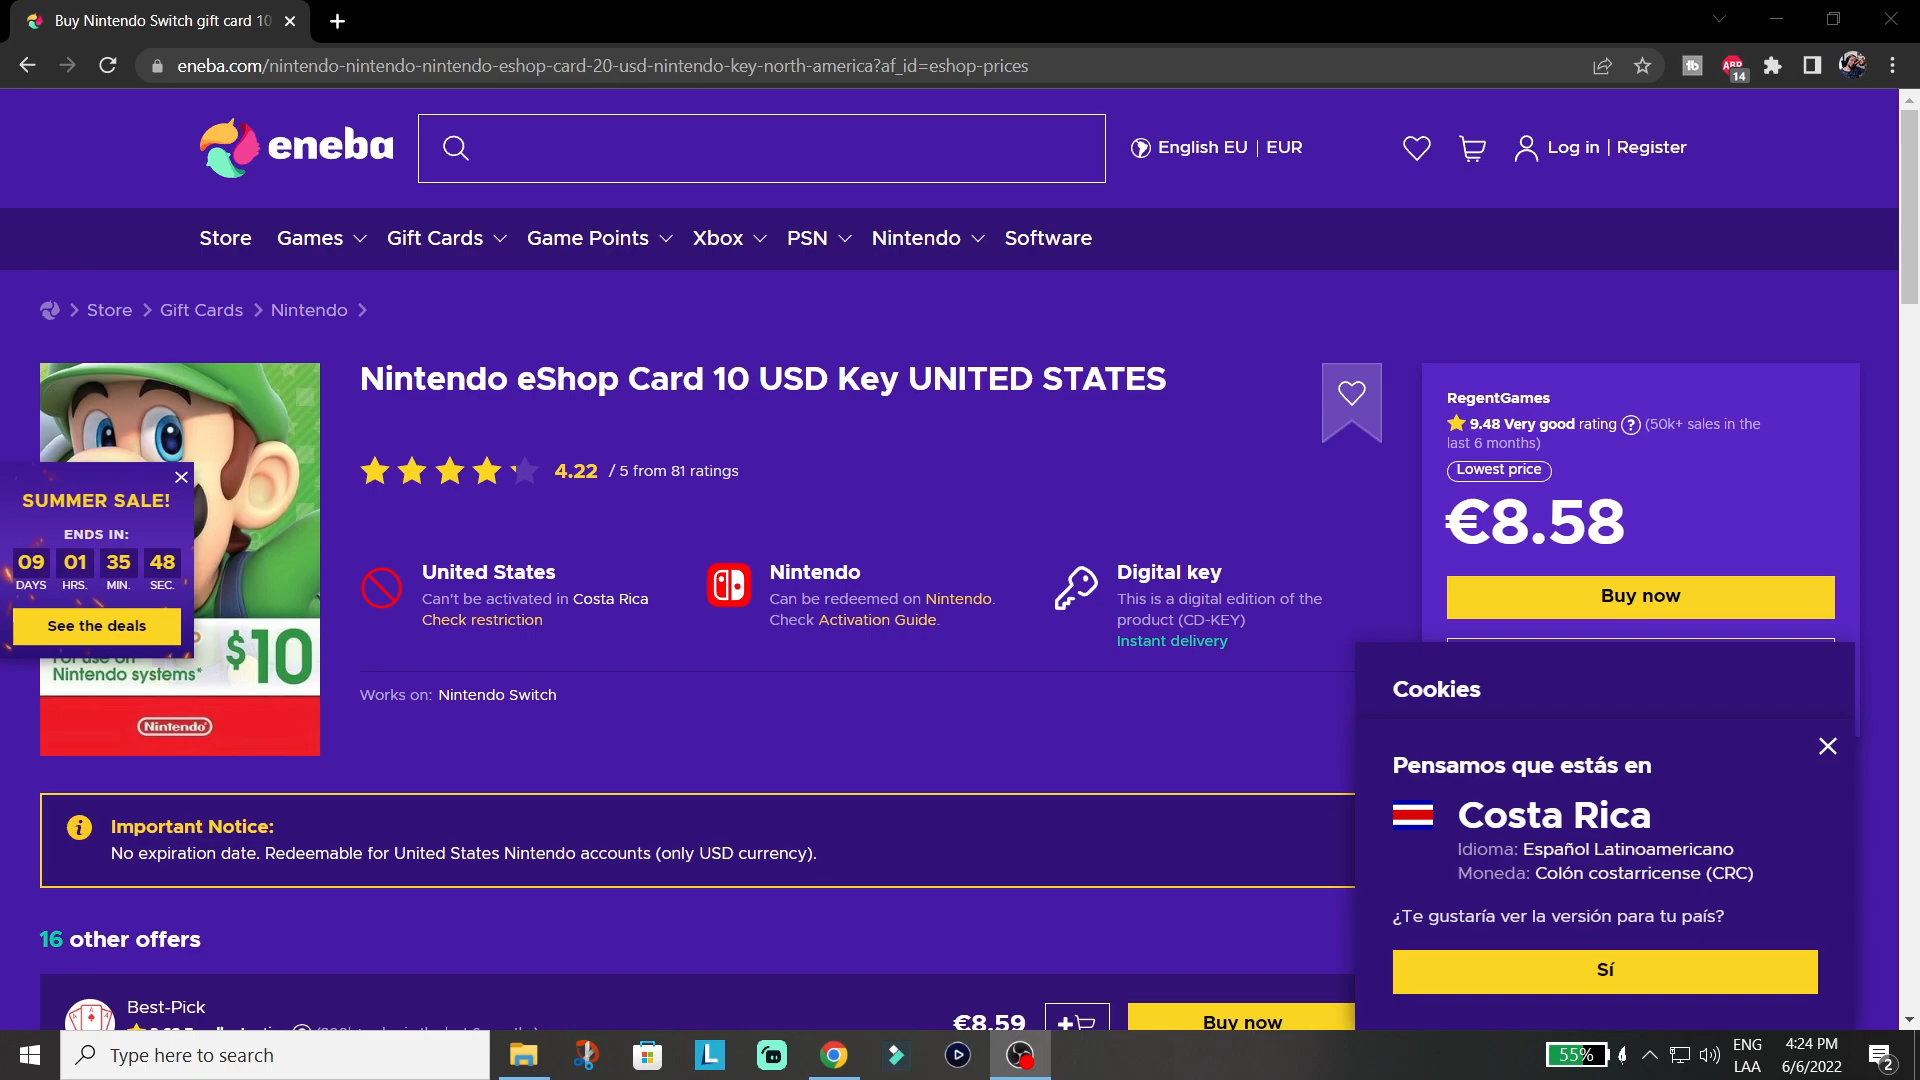 Buy Nintendo Switch gift card 10
eneba.com/nintendo-nintendo-nintendo-eshop-card-20-usd-nintendo-key-north-america?af_id=eshop-prices
ABP
14
eneba
English EU | EUR
Log in | Register
Store
Games
Gift Cards
Game Points
Xbox
PSN
Nintendo
Software
Store
Gift Cards
Nintendo
Nintendo eShop Card 10 USD Key UNITED STATES
4.22 / 5 from 81 ratings
RegentGames
9.48 Very good rating ? (50k+ sales in the
last 6 months)
Lowest price
€8.58
Buy now
SUMMER SALE!
ENDS IN:
09 01 35 48
DAYS HRS. MIN. SEC.
See the deals
For use on
Nintendo systems*
$10
Nintendo
United States
Can't be activated in Costa Rica
Check restriction
Nintendo
Can be redeemed on Nintendo.
Check Activation Guide.
Digital key
This is a digital edition of the
product (CD-KEY)
Instant delivery
Works on: Nintendo Switch
Important Notice:
No expiration date. Redeemable for United States Nintendo accounts (only USD currency).
16 other offers
Best-Pick
€8.59
Buy now
Cookies
Pensamos que estás en
Costa Rica
Idioma: Español Latinoamericano
Moneda: Colón costarricense (CRC)
¿Te gustaría ver la versión para tu país?
Sí
Type here to search
L
55%
ENG
LAA
4:24 PM
6/6/2022
2